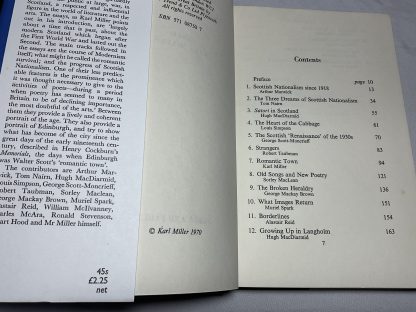 Scotland, a respected and influential
figure in the world of literature and the
arts. The essays, as Karl Miller points
out in his introduction, are 'largely
about a time that is past, about the
modern Scotland which began after
the First World War and lasted out the
Second. The main tracks followed in
the essays are the course of Modernism
itself; what might be called the romantic
survival; and the progress of Scottish
Nationalism. One of their less predict-
able features is the prominence which
it was thought necessary to give to the
activities of poets—during a period
when poetry has seemed to many in
Britain to be of declining importance,
the most doubtful of the arts.' Between
them they provide a lively and coherent
portrait of the age. They also provide a
portrait of Edinburgh, and try to show
what has become of the city since the
great days of the early nineteenth cen-
tury, described in Henry Cockburn's
Memorials, the days when Edinburgh
was Walter Scott's 'romantic town'.
The contributors are Arthur Mar-
wick, Tom Nairn, Hugh MacDiarmid,
Louis Simpson, George Scott-Moncrieff,
Robert Taubman, Sorley Maclean,
George Mackay Brown, Muriel Spark,
Alastair Reid, William McIlvanney,
Charles McAra, Ronald Stevenson,
Hart Hood and Mr Miller himself.
45s
£2.25
net
All rights reserved
© Karl Miller 1970
Contents
Preface page 10
1. Scottish Nationalism since 1918 13
Arthur Marwick
2. The Three Dreams of Scottish Nationalism 34
Tom Nairn
3. Satori in Scotland 55
Hugh MacDiarmid
4. The Heart of the Cabbage 61
Louis Simpson
5. The Scottish 'Renaissance' of the 1930s 70
George Scott-Moncrieff
6. Strangers 83
Robert Taubman
7. Romantic Town 94
Karl Miller
8. Old Songs and New Poetry 121
Sorley MacLean
9. The Broken Heraldry 136
George Mackay Brown
10. What Images Return 151
Muriel Spark
11. Borderlines 154
Alastair Reid
12. Growing Up in Langholm 163
Hugh MacDiarmid
7